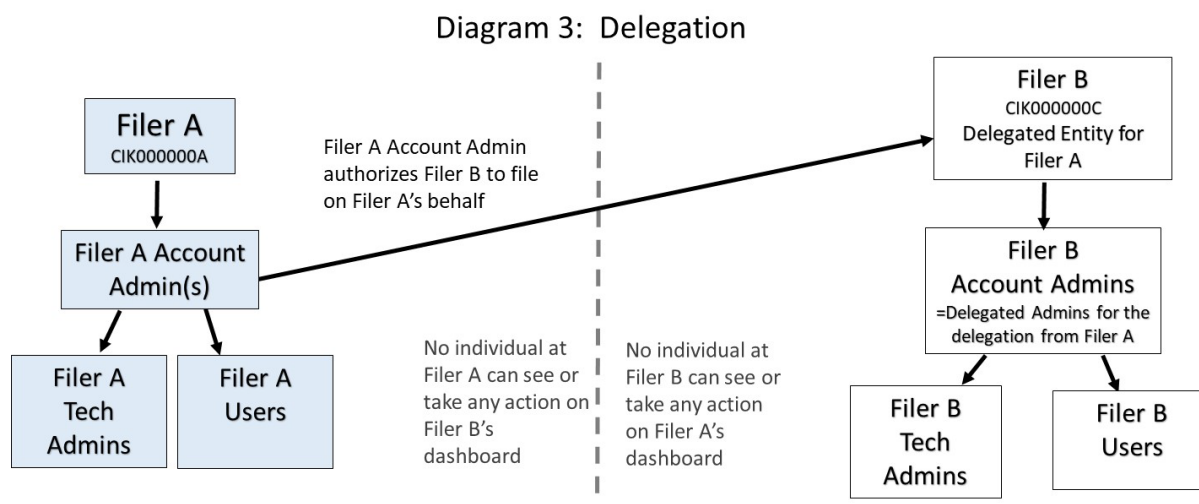 Diagram 3: Delegation
Filer A
CIK000000A
Filer A Account
Admin(s)
Filer A
Tech
Admins
Filer A
Users
Filer A Account Admin
authorizes Filer B to file
on Filer A’s behalf
No individual at
Filer A can see or
take any action on
Filer B’s
dashboard
No individual at
Filer B can see or
take any action
on Filer A’s
dashboard
Filer B
CIK000000C
Delegated Entity for
Filer A
Filer B
Account Admins
=Delegated Admins for the
delegation from Filer A
Filer B
Tech
Admins
Filer B
Users